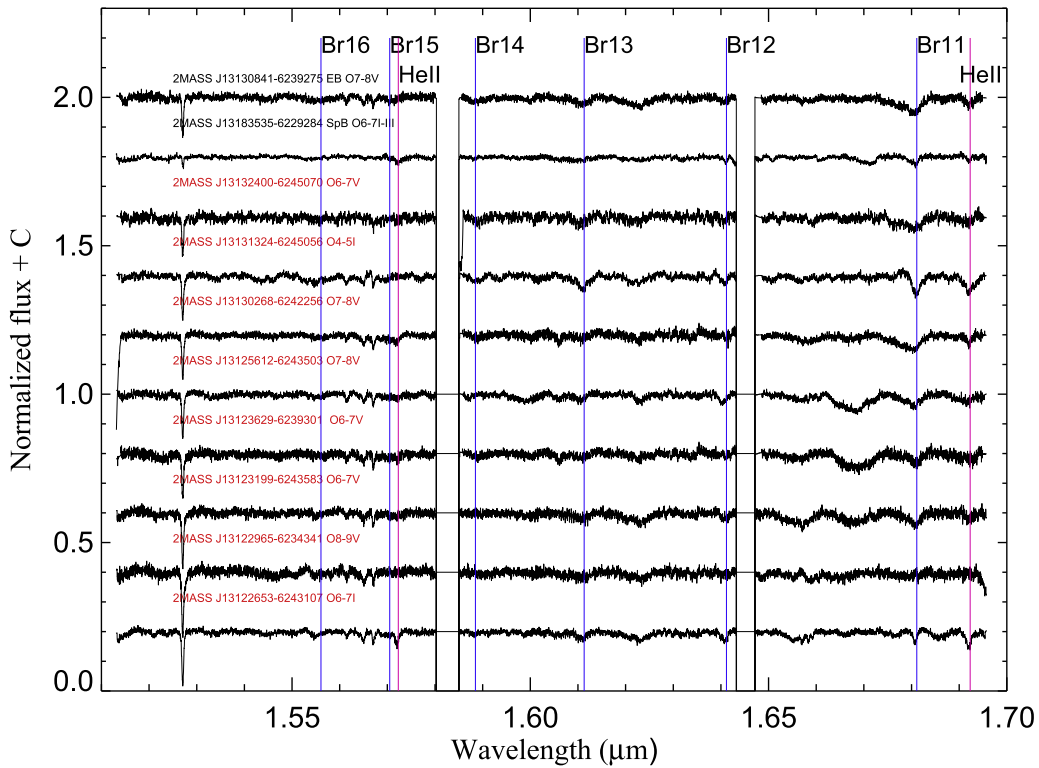 Br16
Br15
Br14
Br13
Br12
Br11
HeII
HeII
2MASS J13130841-6239275 EB O7-8V
2MASS J13183535-6229284 SpB O6-7I-III
2MASS J13132400-6245070 O6-7V
2MASS J13131324-6245056 O4-5I
2MASS J13130268-6242256 O7-8V
2MASS J13125612-6243503 O7-8V
2MASS J13123629-6239301 O6-7V
2MASS J13123199-6243583 O6-7V
2MASS J13122965-6234341 O8-9V
2MASS J13122653-6243107 O6-7I
2.0
1.5
1.0
0.5
0.0
Normalized flux + C
1.55
1.60
1.65
1.70
Wavelength (μm)